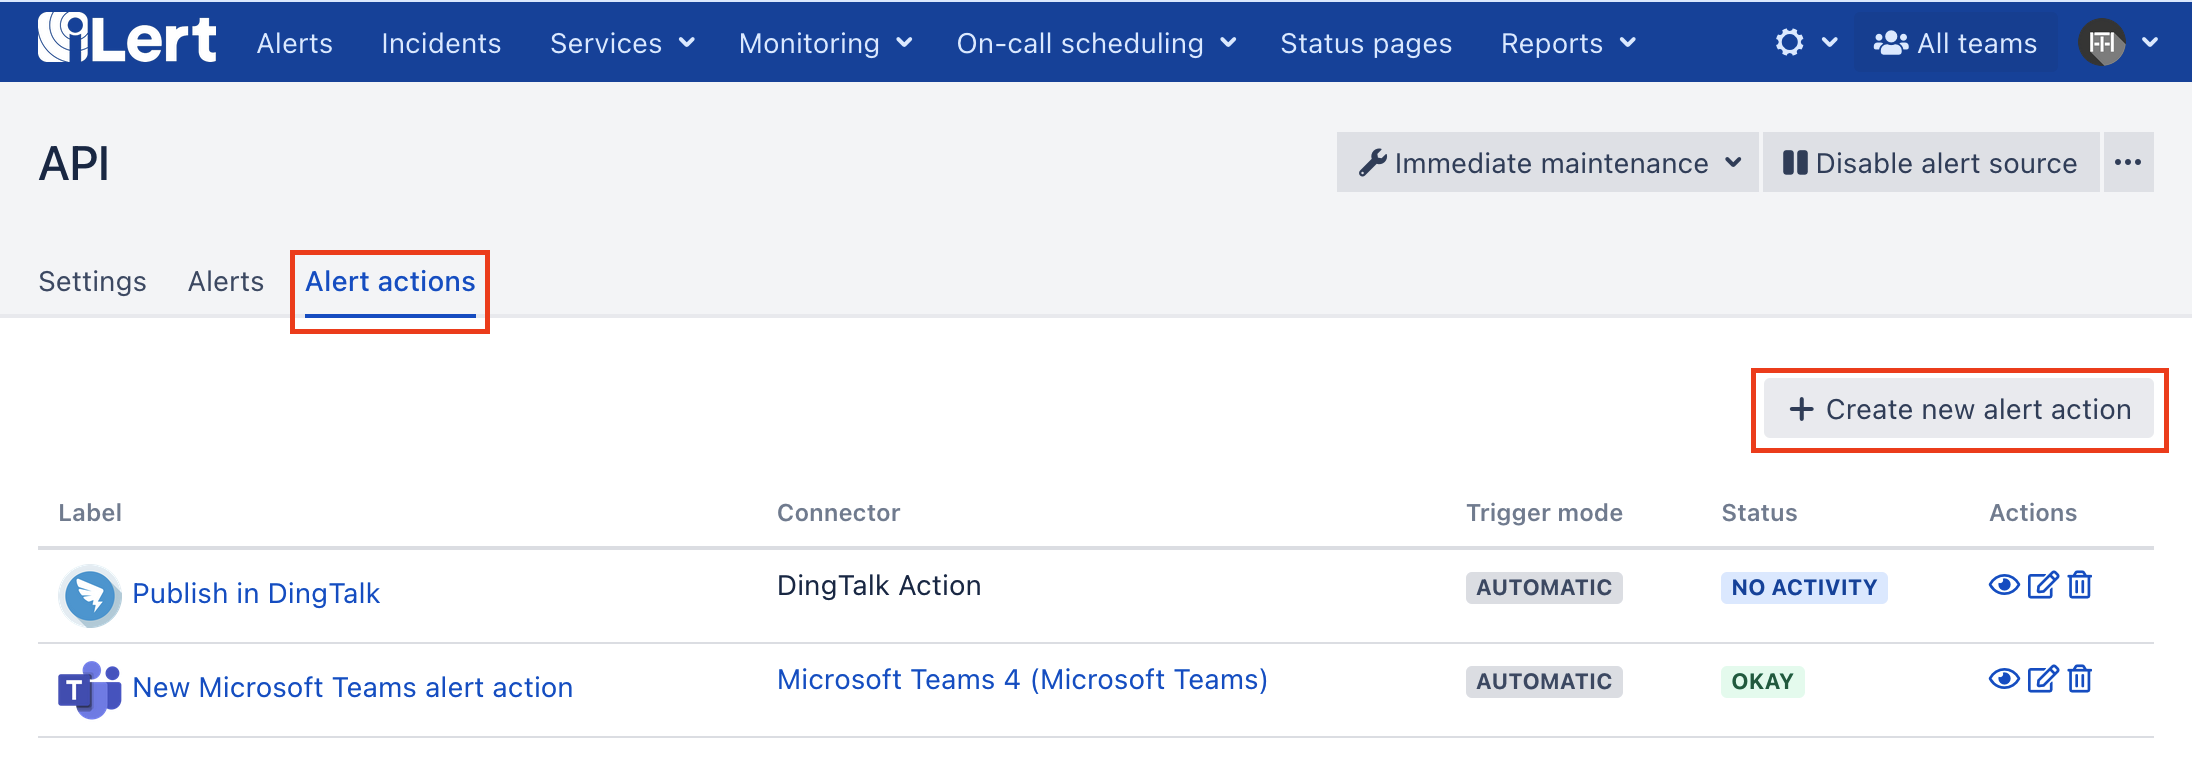 iLert Alerts Incidents Services Monitoring On-call scheduling Status pages Reports All teams
API Immediate maintenance Disable alert source
Settings Alerts Alert actions
Create new alert action
Label Connector Trigger mode Status Actions
Publish in DingTalk DingTalk Action AUTOMATIC NO ACTIVITY
T New Microsoft Teams alert action Microsoft Teams 4 (Microsoft Teams) AUTOMATIC OKAY